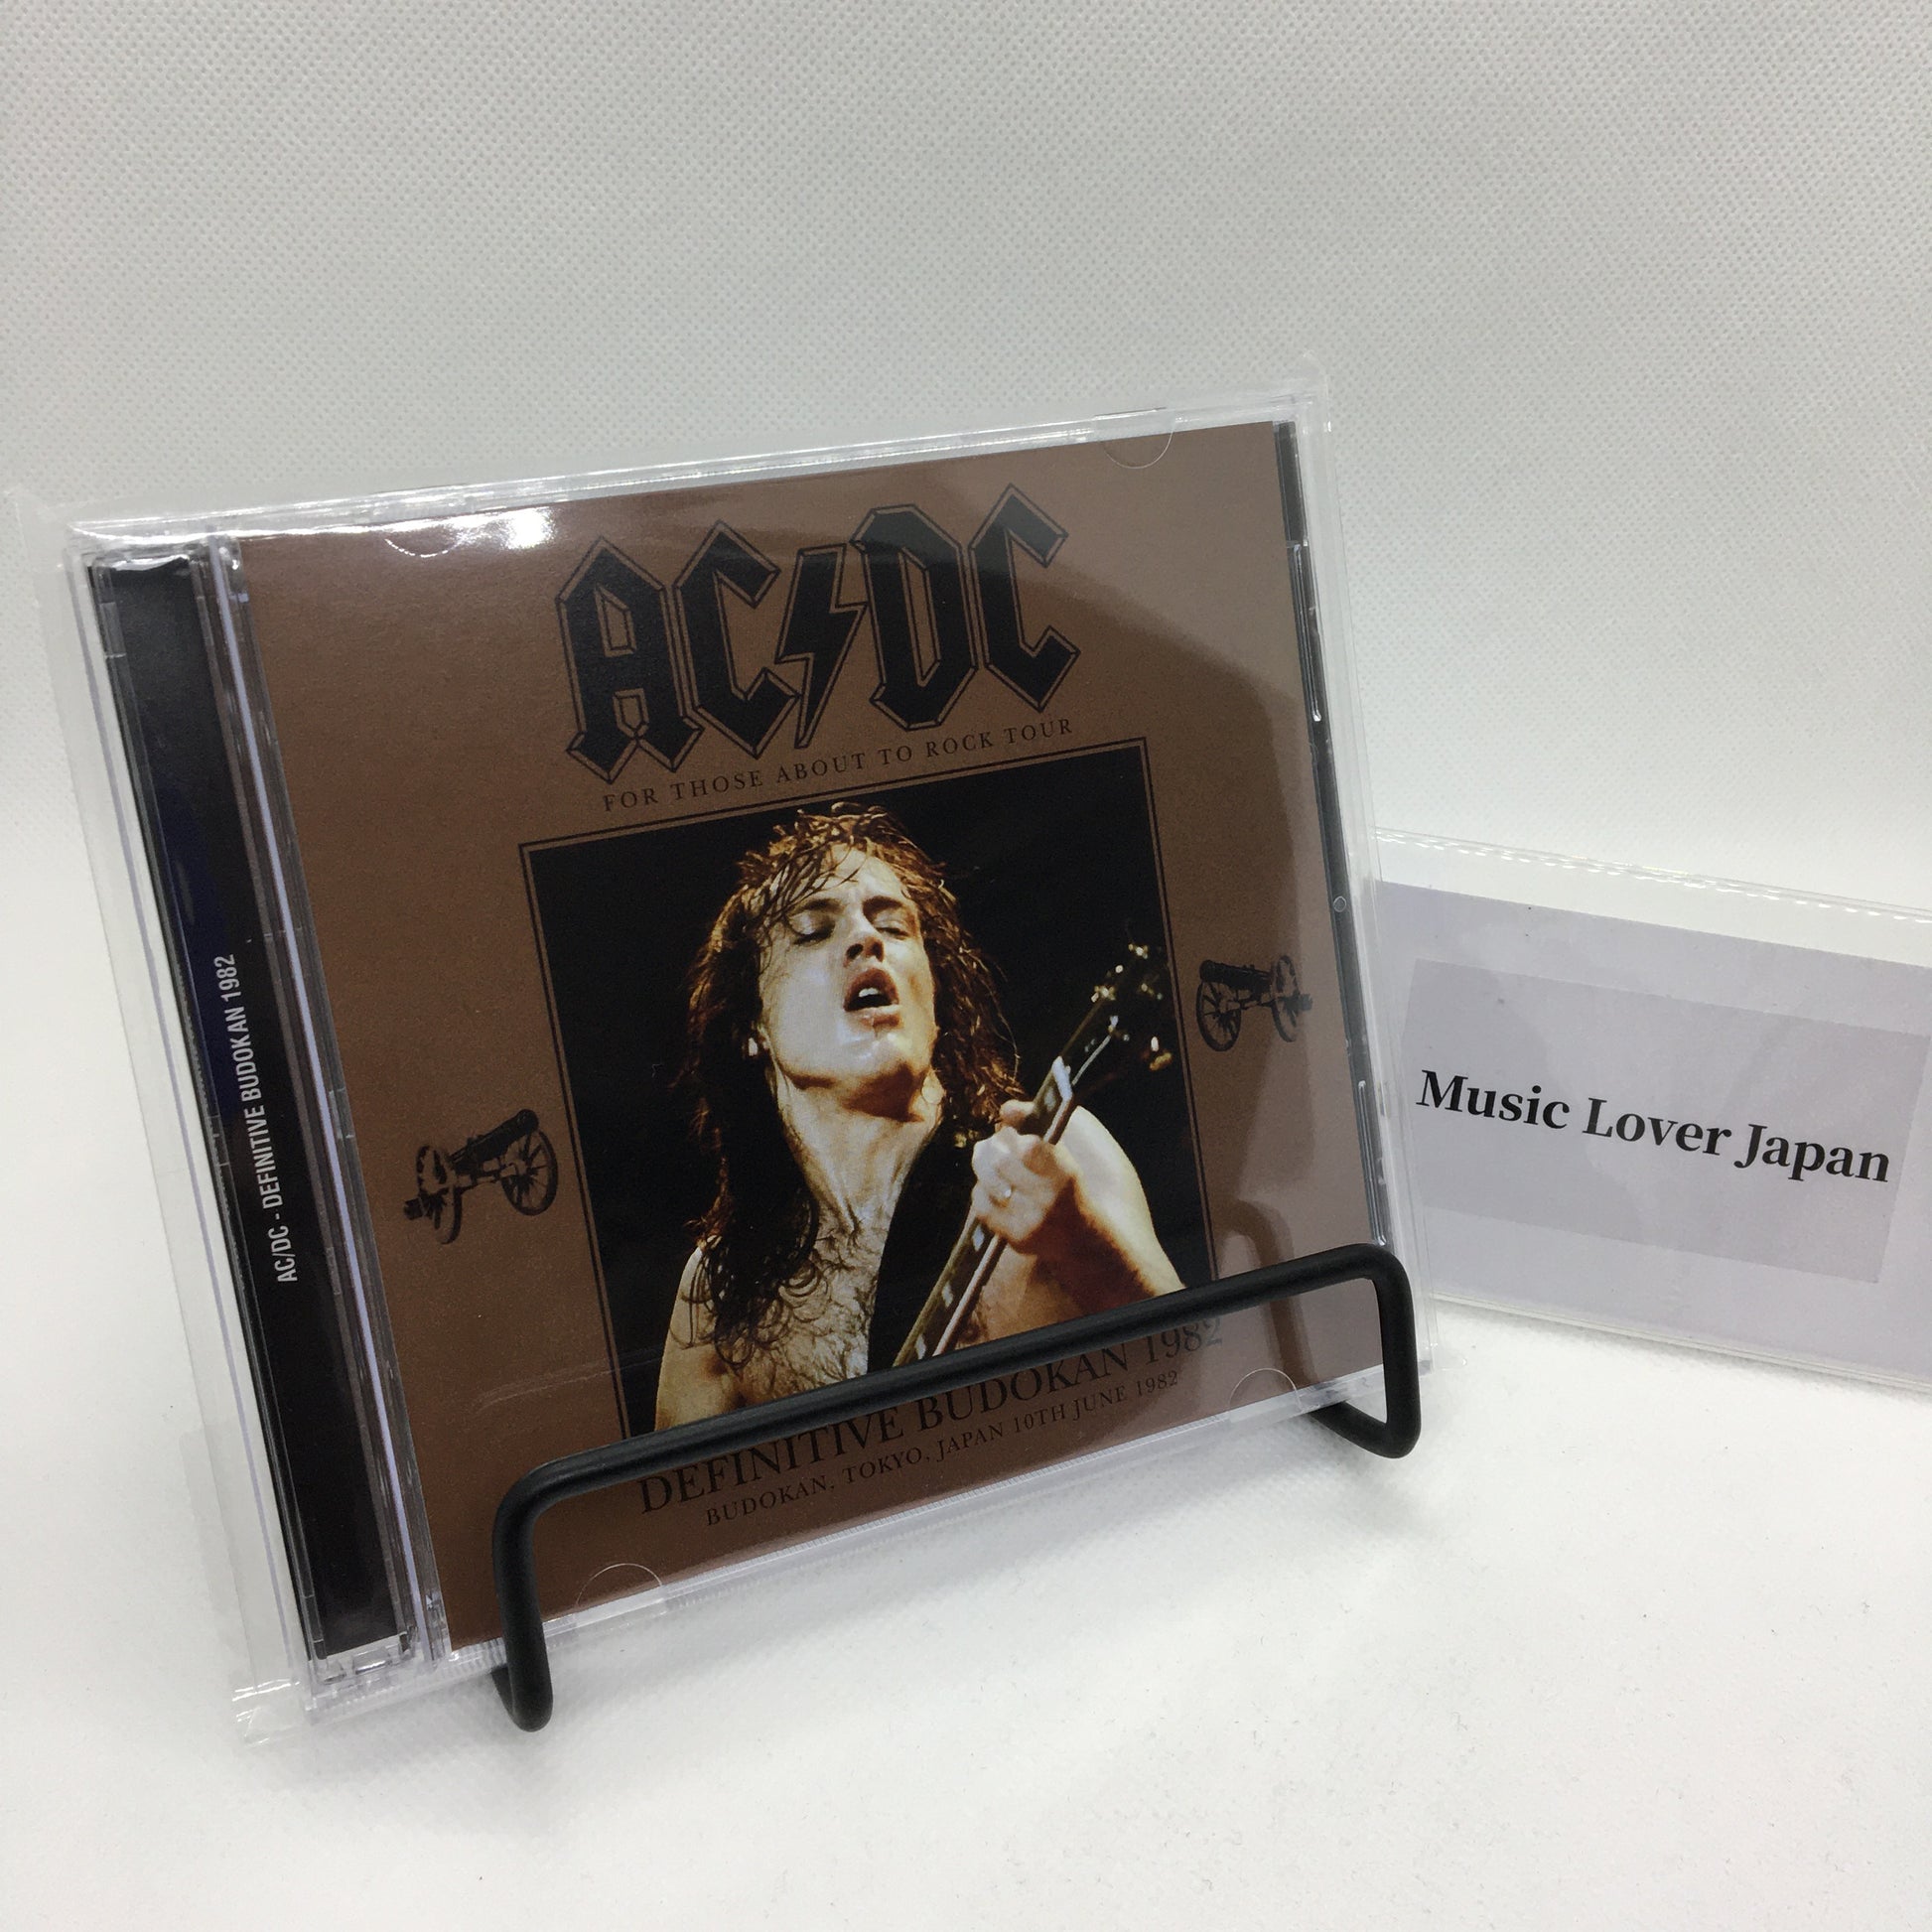 AC/DC
FOR THOSE ABOUT TO ROCK TOUR
DEFINITIVE BUDOKAN 1982
BUDOKAN, TOKYO, JAPAN 10TH JUNE 1982
AC/DC - DEFINITIVE BUDOKAN 1982
Music Lover Japan